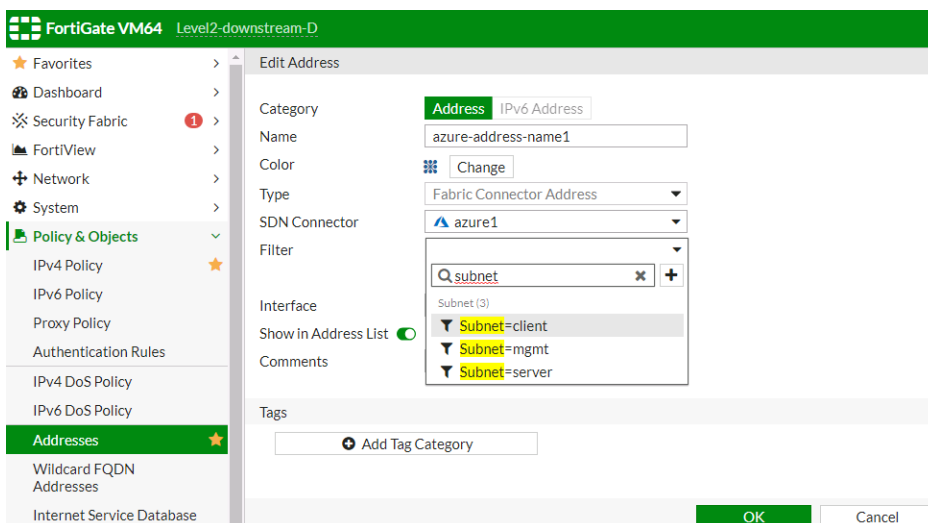 FortiGate VM64 Level2-downstream-D
Favorites
Dashboard
Security Fabric 1
FortiView
Network
System
Policy & Objects
IPv4 Policy
IPv6 Policy
Proxy Policy
Authentication Rules
IPv4 DoS Policy
IPv6 DoS Policy
Addresses
Wildcard FQDN
Addresses
Internet Service Database
Edit Address
Category Address IPv6 Address
Name azure-address-name1
Color Change
Type Fabric Connector Address
SDN Connector azure1
Filter
subnet
Subnet (3)
Subnet=client
Subnet=mgmt
Subnet=server
Interface
Show in Address List
Comments
Tags
Add Tag Category
OK Cancel